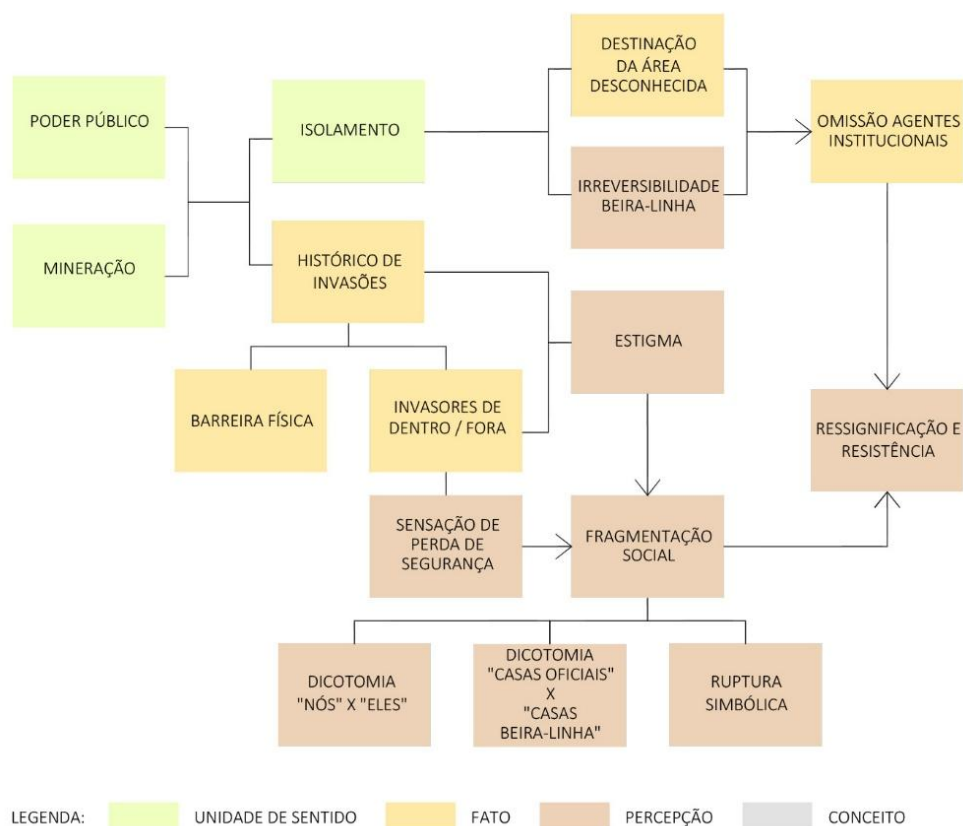 DESTINAÇÃO
DA ÁREA
DESCONHECIDA
PODER PÚBLICO
ISOLAMENTO
OMISSÃO AGENTES
INSTITUCIONAIS
IRREVERSIBILIDADE
BEIRA-LINHA
MINERAÇÃO
HISTÓRICO DE
INVASÕES
ESTIGMA
BARREIRA FÍSICA
INVASORES DE
DENTRO / FORA
RESSIGNIFICAÇÃO E
RESISTÊNCIA
SENSAÇÃO DE
PERDA DE
SEGURANÇA
FRAGMENTAÇÃO
SOCIAL
DICOTOMIA
"NÓS" X "ELES"
DICOTOMIA
"CASAS OFICIAIS"
X
"CASAS
BEIRA-LINHA"
RUPTURA
SIMBÓLICA
LEGENDA: UNIDADE DE SENTIDO FATO PERCEPÇÃO CONCEITO